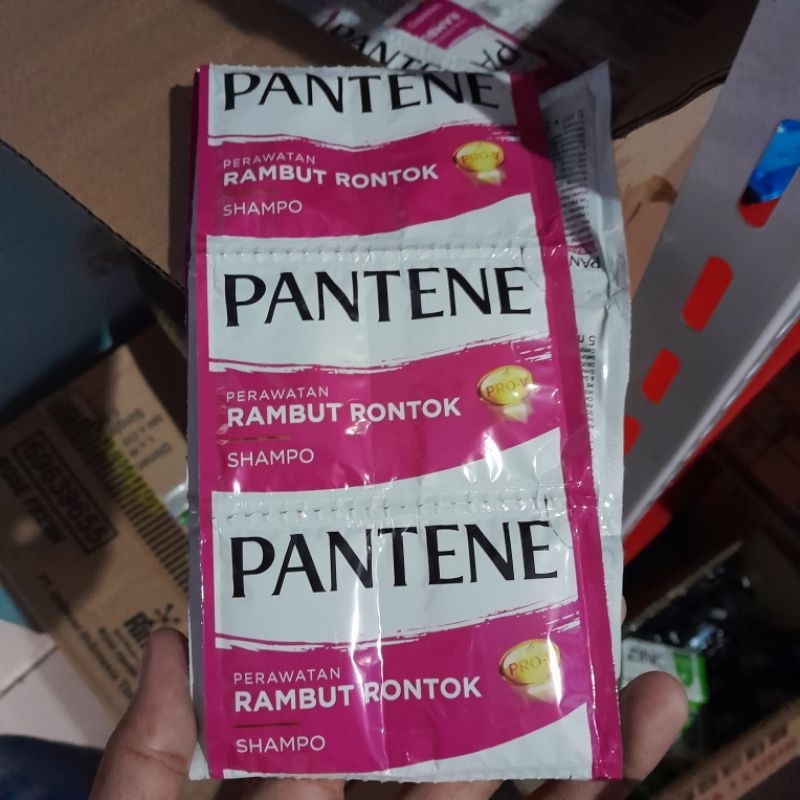 PANTENE
PERAWATAN
RAMBUT RONTOK
PRO-V
SHAMPO
PANTENE
PERAWATAN
RAMBUT RONTOK
PRO-V
SHAMPO
PANTENE
PERAWATAN
RAMBUT RONTOK
PRO-V
SHAMPO